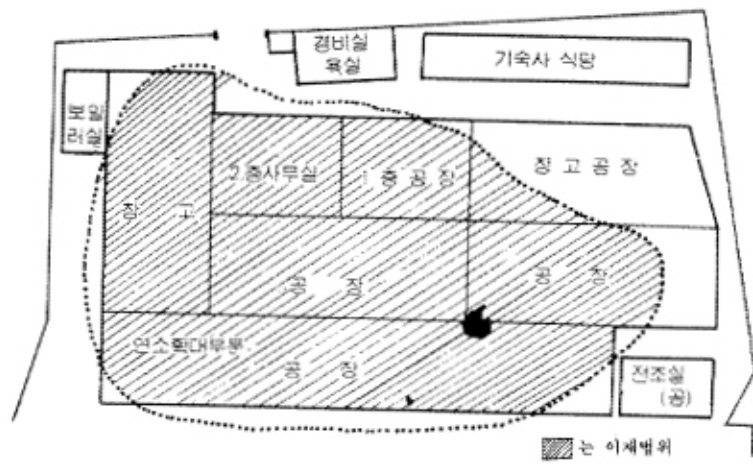 경비실
욕실
기숙사 식당
보일
러실
2층사무실
1층공장
창고공장
창고
공장
공장
연소확대부분
공장
전조실
(공)
는 이재범위